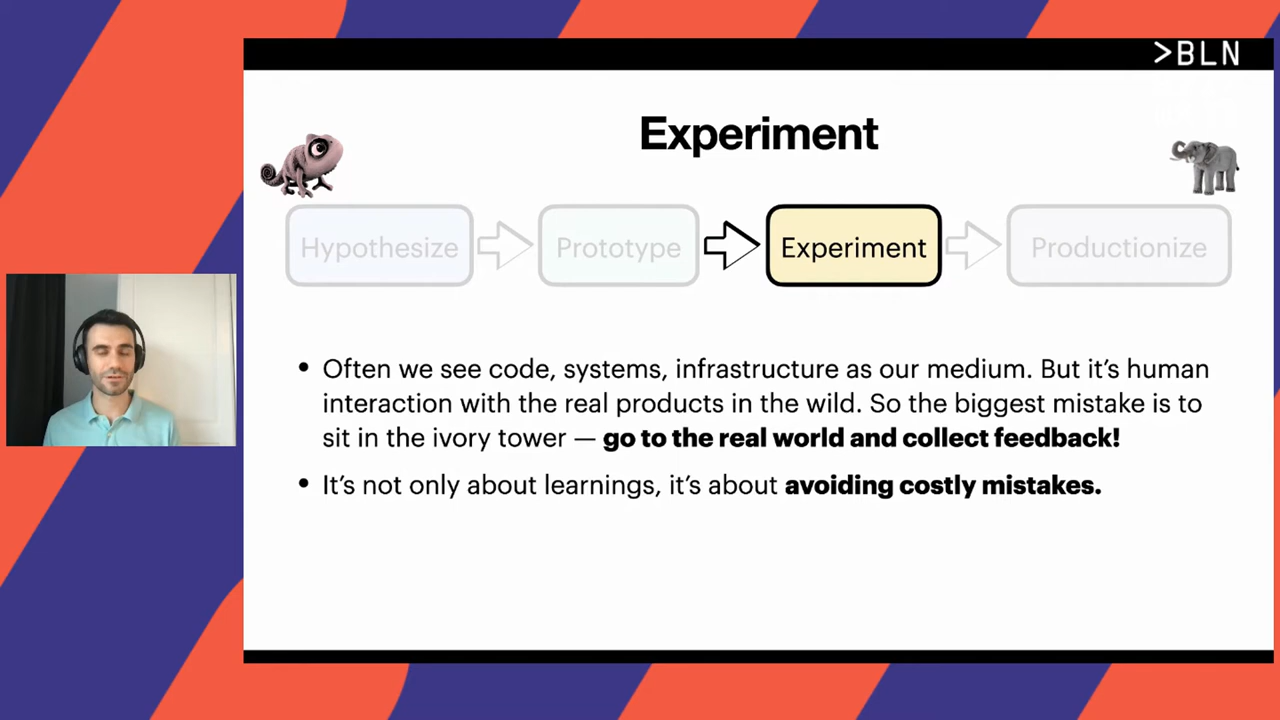 >BLN
Experiment
Hypothesize
Prototype
Experiment
Productionize
• Often we see code, systems, infrastructure as our medium. But it’s human
interaction with the real products in the wild. So the biggest mistake is to
sit in the ivory tower — go to the real world and collect feedback!
• It’s not only about learnings, it’s about avoiding costly mistakes.